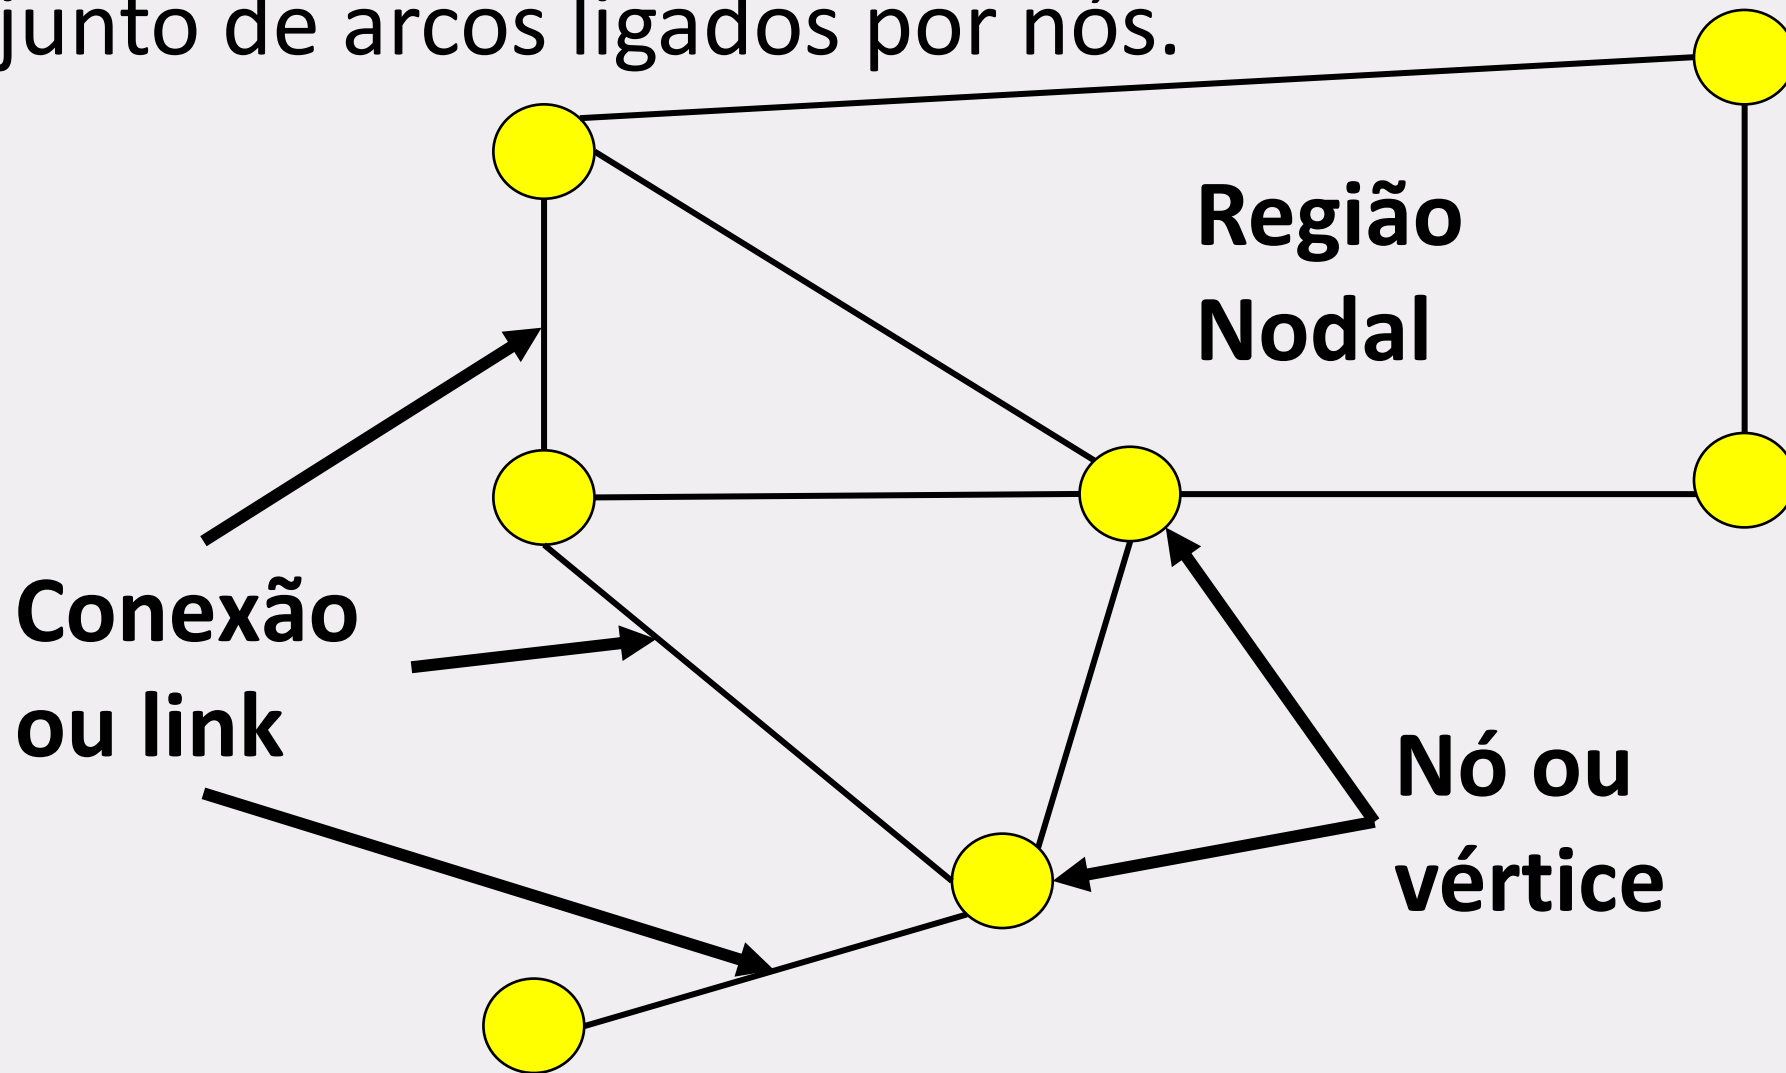 junto de arcos ligados por nós.
Região
Nodal
Conexão
ou link
Nó ou
vértice